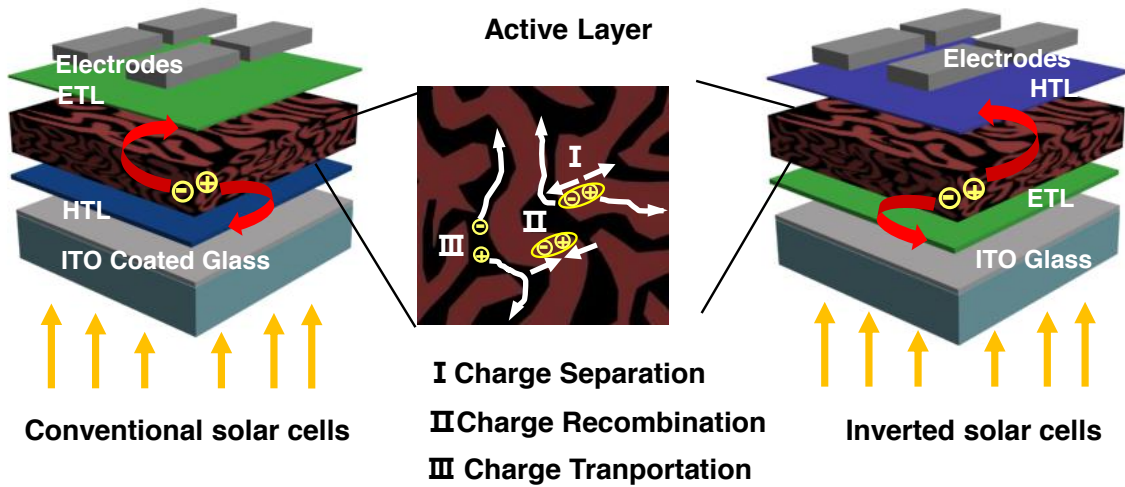 Active Layer
Electrodes
ETL
HTL
ITO Coated Glass
Conventional solar cells
I
II
III
I Charge Separation
II Charge Recombination
III Charge Tranportation
Electrodes
HTL
ETL
ITO Glass
Inverted solar cells